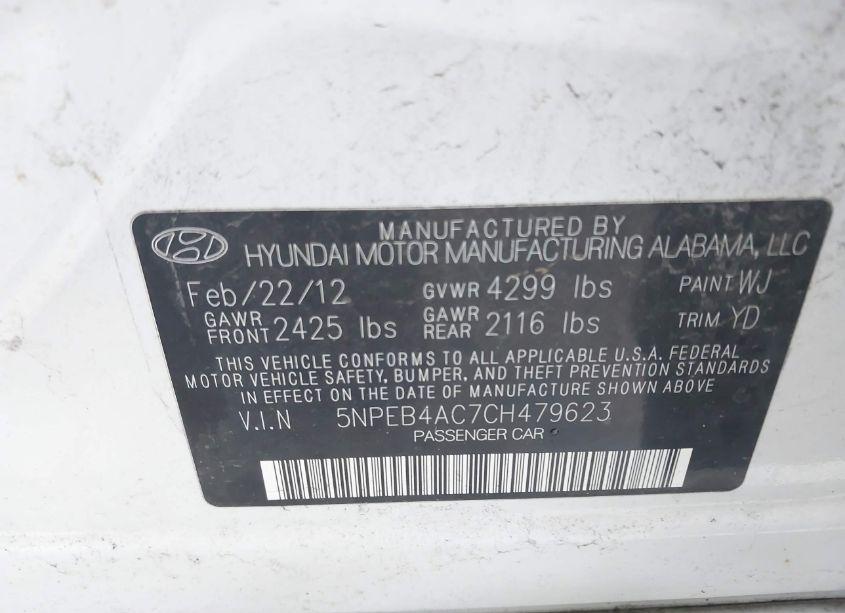 MANUFACTURED BY
HYUNDAI MOTOR MANUFACTURING ALABAMA, LLC
Feb/22/12 GVWR 4299 lbs PAINT WJ
GAWR FRONT 2425 lbs GAWR REAR 2116 lbs TRIM YD
THIS VEHICLE CONFORMS TO ALL APPLICABLE U.S.A. FEDERAL
MOTOR VEHICLE SAFETY, BUMPER, AND THEFT PREVENTION STANDARDS
IN EFFECT ON THE DATE OF MANUFACTURE SHOWN ABOVE
V.I.N 5NPEB4AC7CH479623
PASSENGER CAR